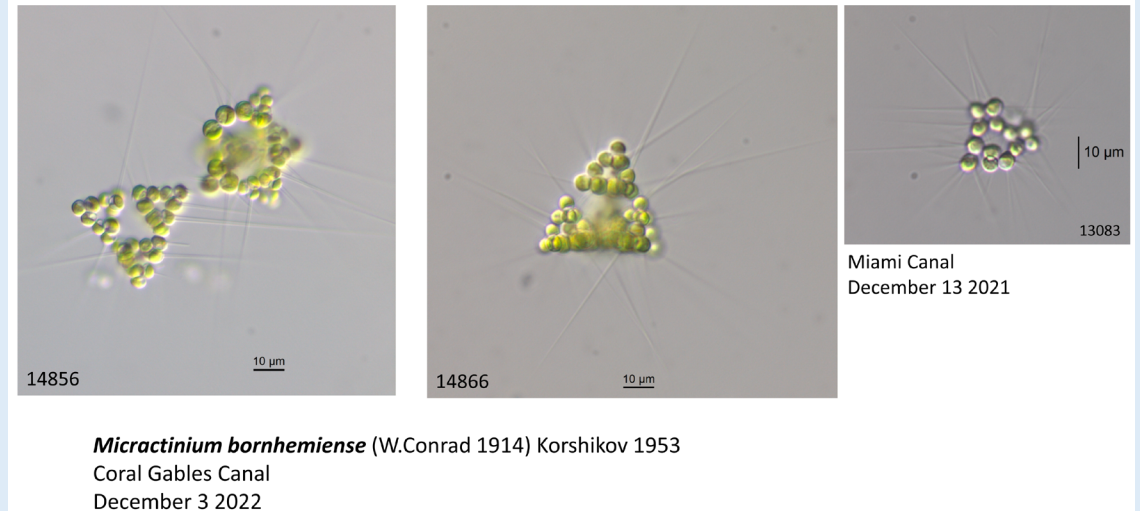 10 µm
14856
10 µm
14866
10 µm
13083
Miami Canal
December 13 2021
Micractinium bornhemiense (W.Conrad 1914) Korshikov 1953
Coral Gables Canal
December 3 2022